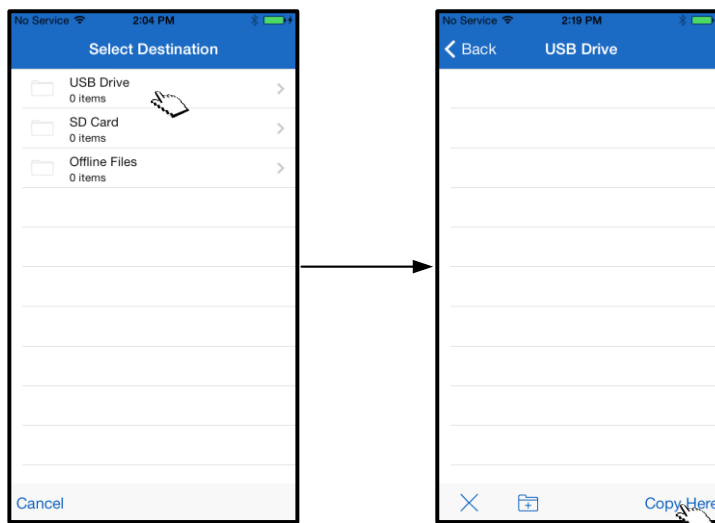 No Service 2:04 PM
Select Destination
USB Drive
0 items
SD Card
0 items
Offline Files
0 items
Cancel
No Service 2:19 PM
Back USB Drive
Copy Here